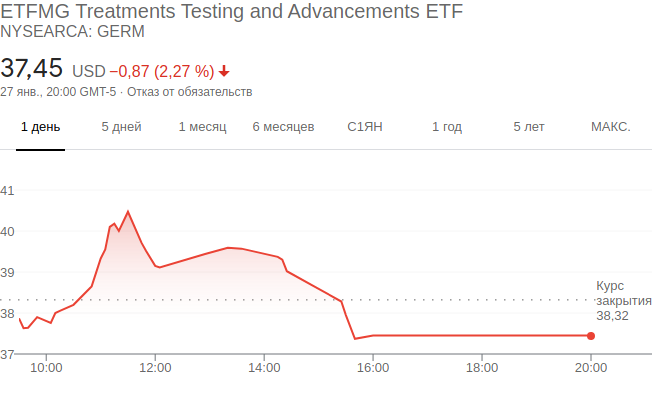 ETFMG Treatments Testing and Advancements ETF
NYSEARCA: GERM
37,45 USD −0,87 (2,27 %)
27 янв., 20:00 GMT-5 · Отказ от обязательств
1 день 5 дней 1 месяц 6 месяцев С1ЯН 1 год 5 лет МАКС.
41
40
39
38
37
Курс
закрытия
38,32
10:00 12:00 14:00 16:00 18:00 20:00